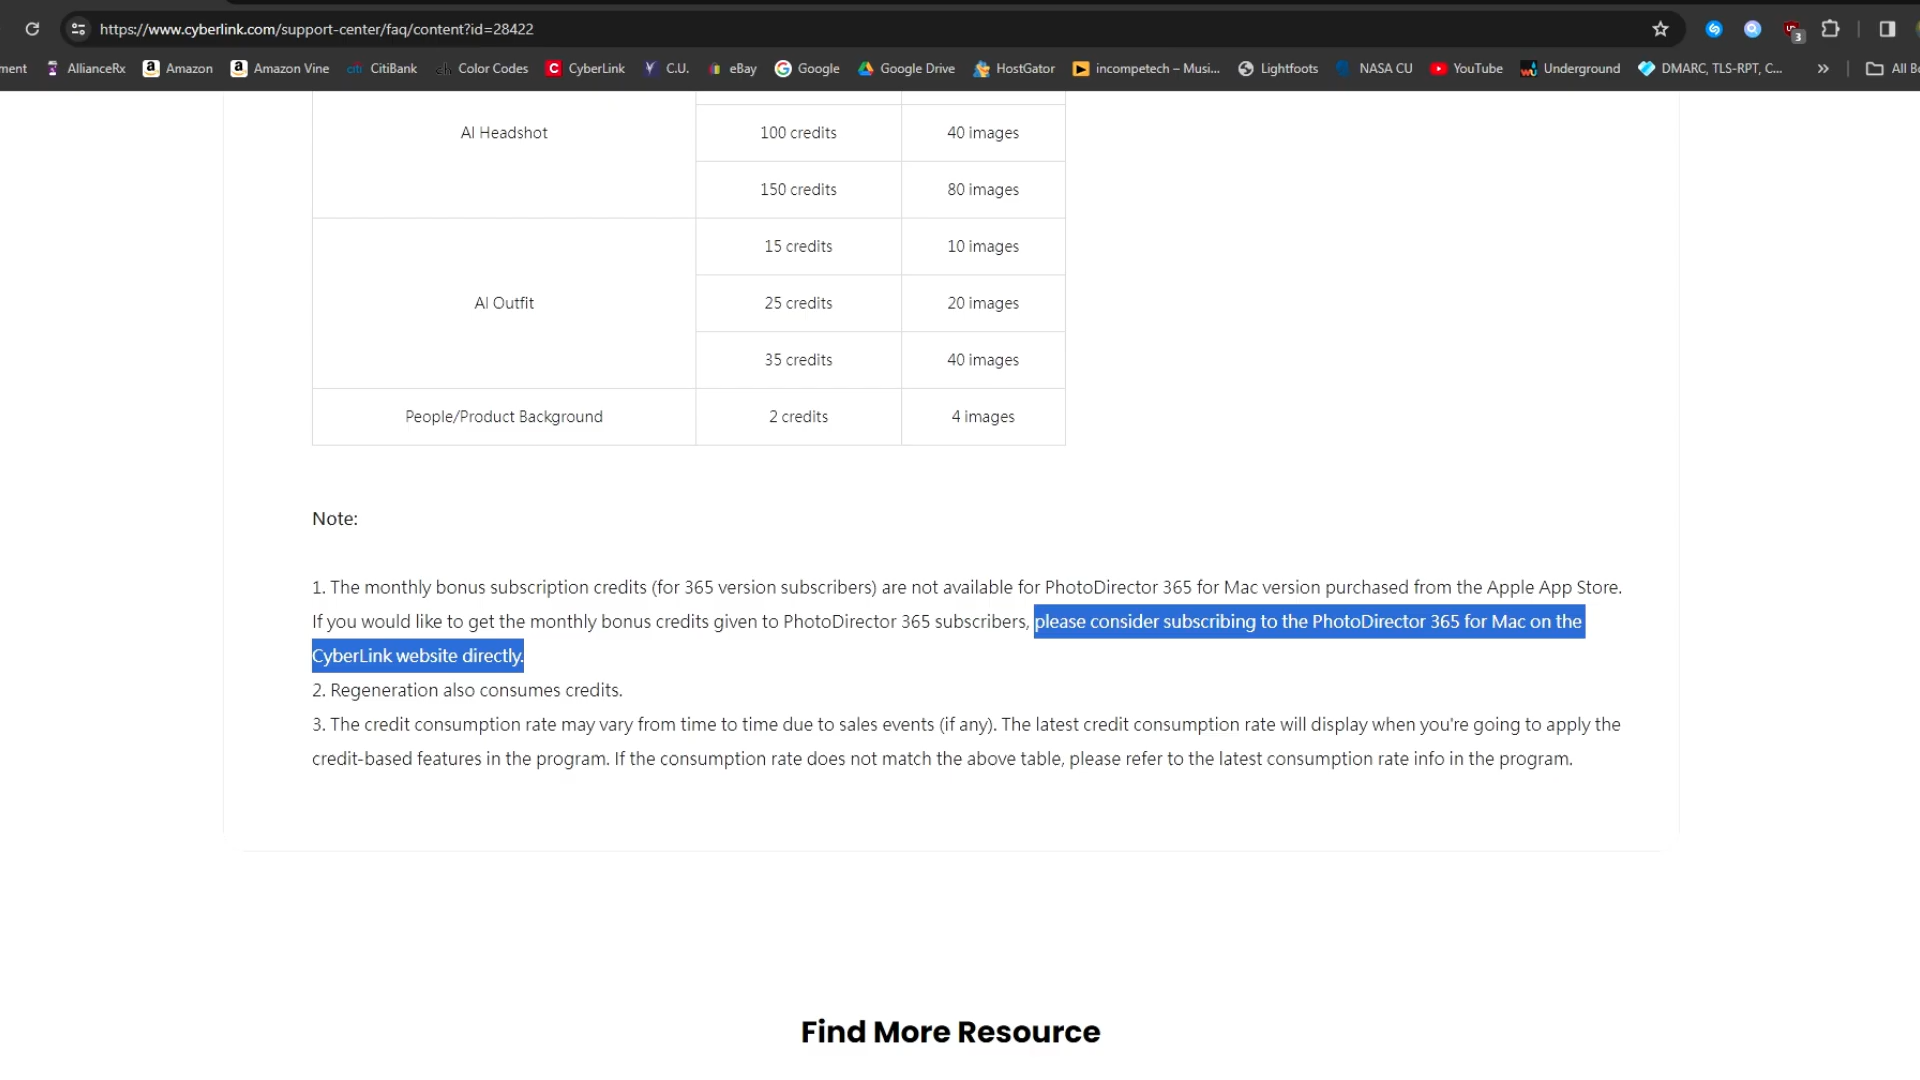 https://www.cyberlink.com/support-center/faq/content?id=28422
3
ment AllianceRx Amazon Amazon Vine CitiBank Color Codes CyberLink C.U. eBay Google Google Drive HostGator incompetech – Musi... Lightfoots NASA CU YouTube Underground DMARC, TLS-RPT, C... » All Bo
AI Headshot 100 credits 40 images
150 credits 80 images
15 credits 10 images
AI Outfit 25 credits 20 images
35 credits 40 images
People/Product Background 2 credits 4 images
Note:
1. The monthly bonus subscription credits (for 365 version subscribers) are not available for PhotoDirector 365 for Mac version purchased from the Apple App Store.
If you would like to get the monthly bonus credits given to PhotoDirector 365 subscribers, please consider subscribing to the PhotoDirector 365 for Mac on the
CyberLink website directly.
2. Regeneration also consumes credits.
3. The credit consumption rate may vary from time to time due to sales events (if any). The latest credit consumption rate will display when you're going to apply the
credit-based features in the program. If the consumption rate does not match the above table, please refer to the latest consumption rate info in the program.
Find More Resource